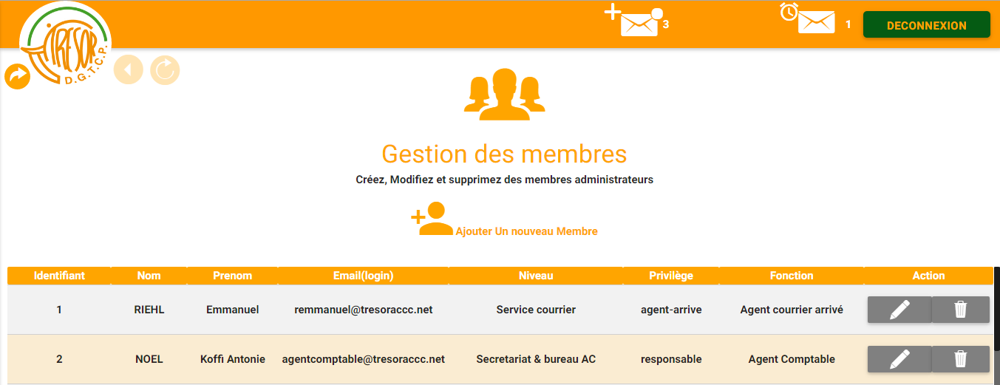 TRESOR
D.G.T.C.P.
3
1
DECONNEXION
Gestion des membres
Créez, Modifiez et supprimez des membres administrateurs
Ajouter Un nouveau Membre
Identifiant Nom Prenom Email(login) Niveau Privilège Fonction Action
1 RIEHL Emmanuel remmanuel@tresoraccc.net Service courrier agent-arrive Agent courrier arrivé
2 NOEL Koffi Antonie agentcomptable@tresoraccc.net Secretariat & bureau AC responsable Agent Comptable